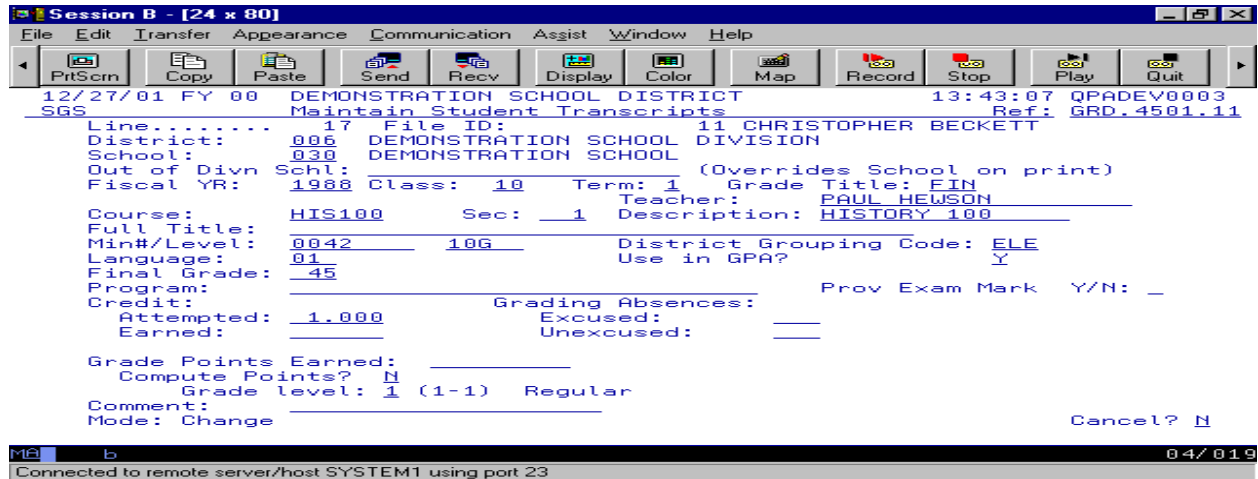 Session B - [24 x 80]
File Edit Transfer Appearance Communication Assist Window Help
PrtScrn Copy Paste Send Recv Display Color Map Record Stop Play Quit
12/27/01 FY 00 DEMONSTRATION SCHOOL DISTRICT 13:43:07 QPADEV0003
SGS Maintain Student Transcripts Ref: GRD.4501.11
Line........ 17 File ID: 11 CHRISTOPHER BECKETT
District: 006 DEMONSTRATION SCHOOL DIVISION
School: 030 DEMONSTRATION SCHOOL
Out of Divn Schl: (Overrides School on print)
Fiscal YR: 1988 Class: 10 Term: 1 Grade Title: FIN
Teacher: PAUL HEWSON
Course: HIS100 Sec: 1 Description: HISTORY 100
Full Title:
Min#/Level: 0042 10G District Grouping Code: ELE
Language: 01 Use in GPA? Y
Final Grade: 45
Program: Prov Exam Mark Y/N: _
Credit: Grading Absences:
Attempted: 1.000 Excused:
Earned: Unexcused:
Grade Points Earned:
Compute Points? N
Grade level: 1 (1-1) Regular
Comment:
Mode: Change Cancel? N
MA b 04/019
Connected to remote server/host SYSTEM1 using port 23